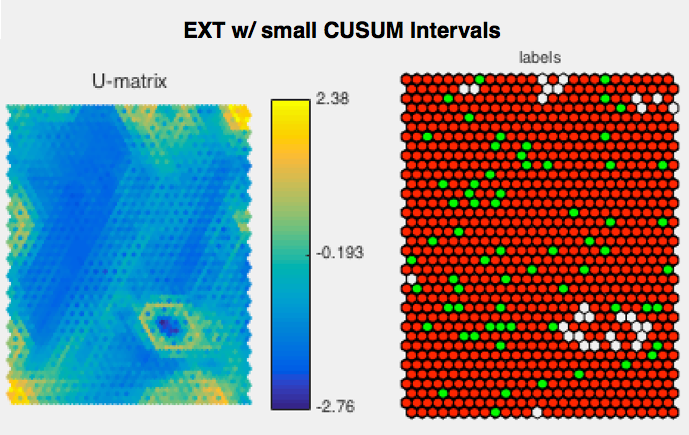 EXT w/ small CUSUM Intervals
U-matrix
labels
2.38
-0.193
-2.76